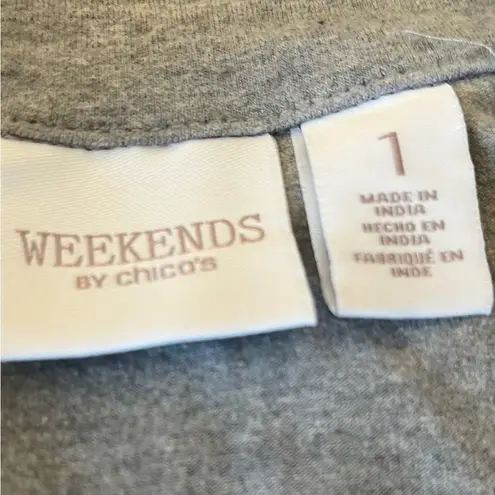 WEEKENDS
BY CHICO'S
1
MADE IN
INDIA
HECHO EN
INDIA
FABRIQUÉ EN
INDE